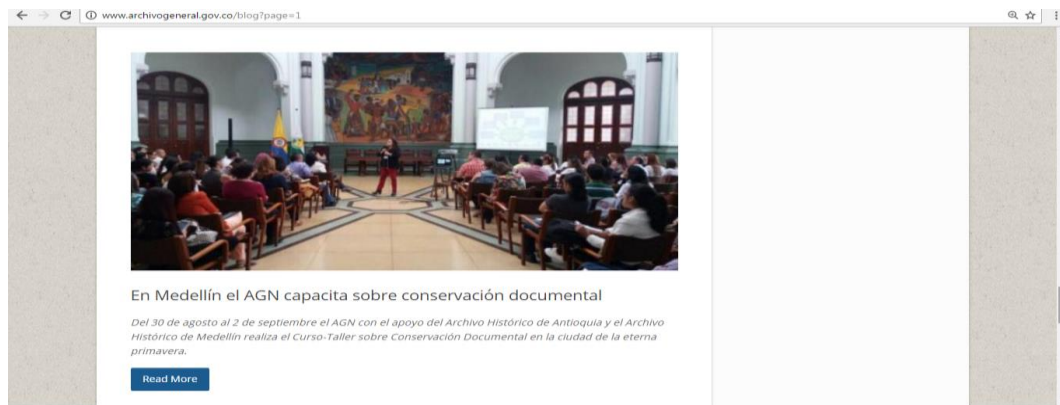 www.archivogeneral.gov.co/blog?page=1
En Medellín el AGN capacita sobre conservación documental
Del 30 de agosto al 2 de septiembre el AGN con el apoyo del Archivo Histórico de Antioquia y el Archivo
Histórico de Medellín realiza el Curso-Taller sobre Conservación Documental en la ciudad de la eterna
primavera.
Read More